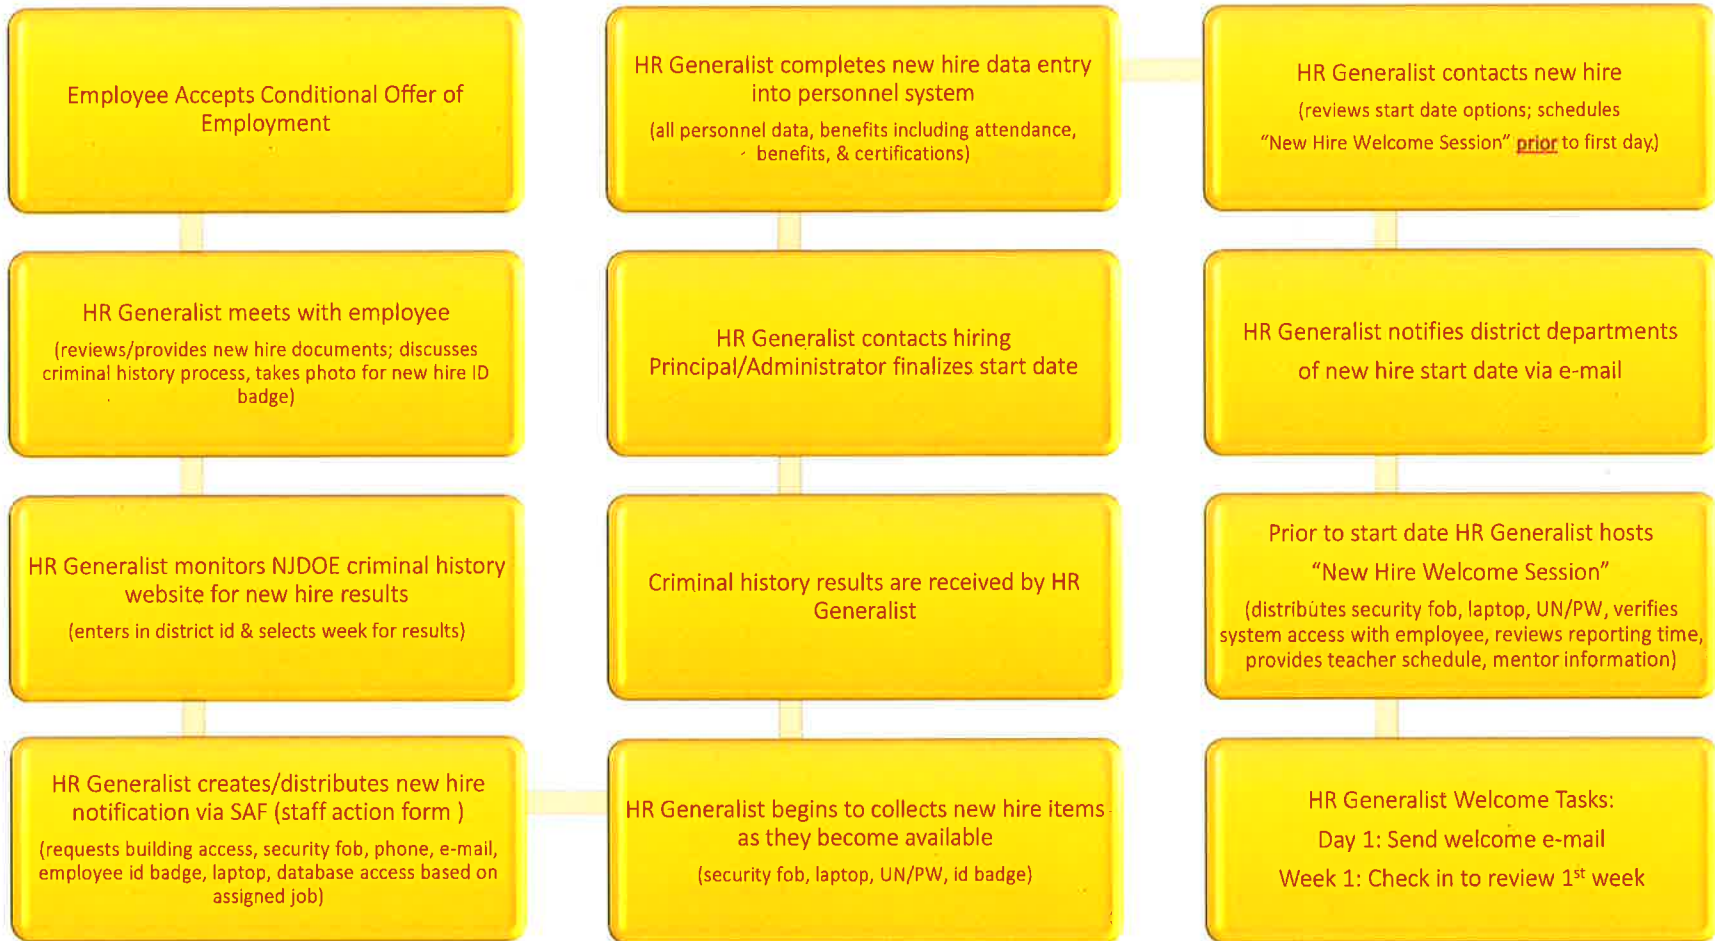 Employee Accepts Conditional Offer of
Employment
HR Generalist meets with employee
(reviews/provides new hire documents; discusses
criminal history process, takes photo for new hire ID
badge)
HR Generalist monitors NJDOE criminal history
website for new hire results
(enters in district id & selects week for results)
HR Generalist creates/distributes new hire
notification via SAF (staff action form )
(requests building access, security fob, phone, e-mail,
employee id badge, laptop, database access based on
assigned job)
HR Generalist begins to collects new hire items
as they become available
(security fob, laptop, UN/PW, id badge)
Criminal history results are received by HR
Generalist
HR Generalist contacts hiring
Principal/Administrator finalizes start date
HR Generalist completes new hire data entry
into personnel system
(all personnel data, benefits including attendance,
benefits, & certifications)
HR Generalist contacts new hire
(reviews start date options; schedules
“New Hire Welcome Session” prior to first day.)
HR Generalist notifies district departments
of new hire start date via e-mail
Prior to start date HR Generalist hosts
“New Hire Welcome Session”
(distributes security fob, laptop, UN/PW, verifies
system access with employee, reviews reporting time,
provides teacher schedule, mentor information)
HR Generalist Welcome Tasks:
Day 1: Send welcome e-mail
Week 1: Check in to review 1st week